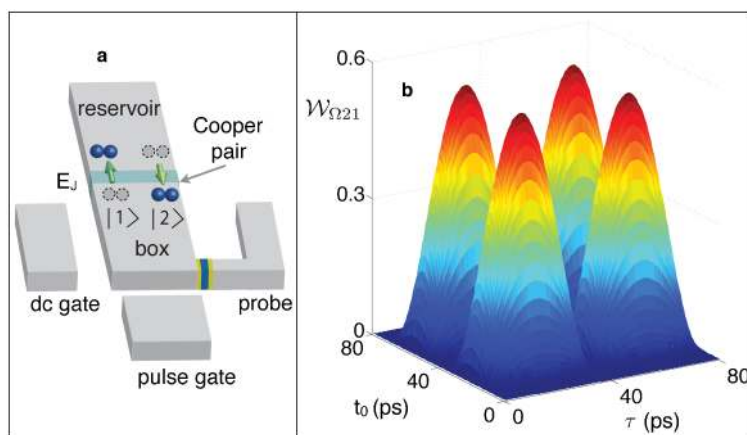 a
reservoir
Cooper
pair
E_J
|1⟩ |2⟩
box
dc gate
probe
pulse gate
b
0.6
𝒲_Ω21
0.3
0
80
40
0
t₀ (ps)
0
40
80
τ (ps)